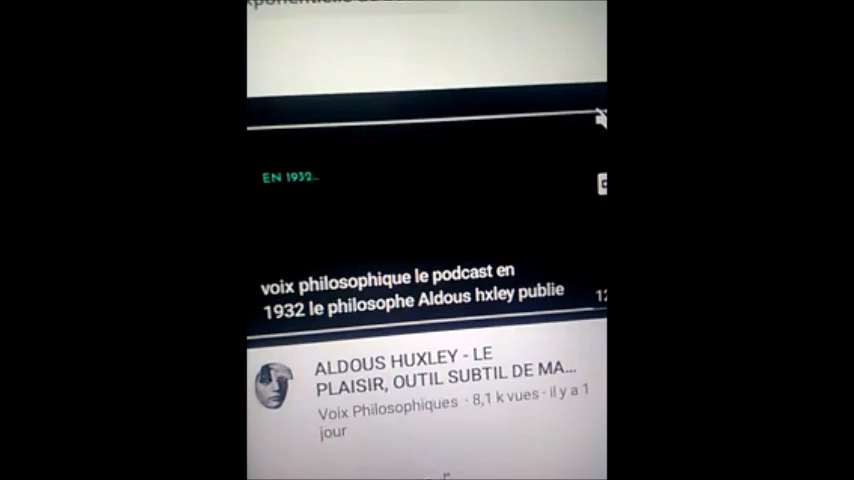 EN 1932...
voix philosophique le podcast en
1932 le philosophe Aldous hxley publie
ALDOUS HUXLEY - LE
PLAISIR, OUTIL SUBTIL DE MA...
Voix Philosophiques · 8,1 k vues · il y a 1
jour